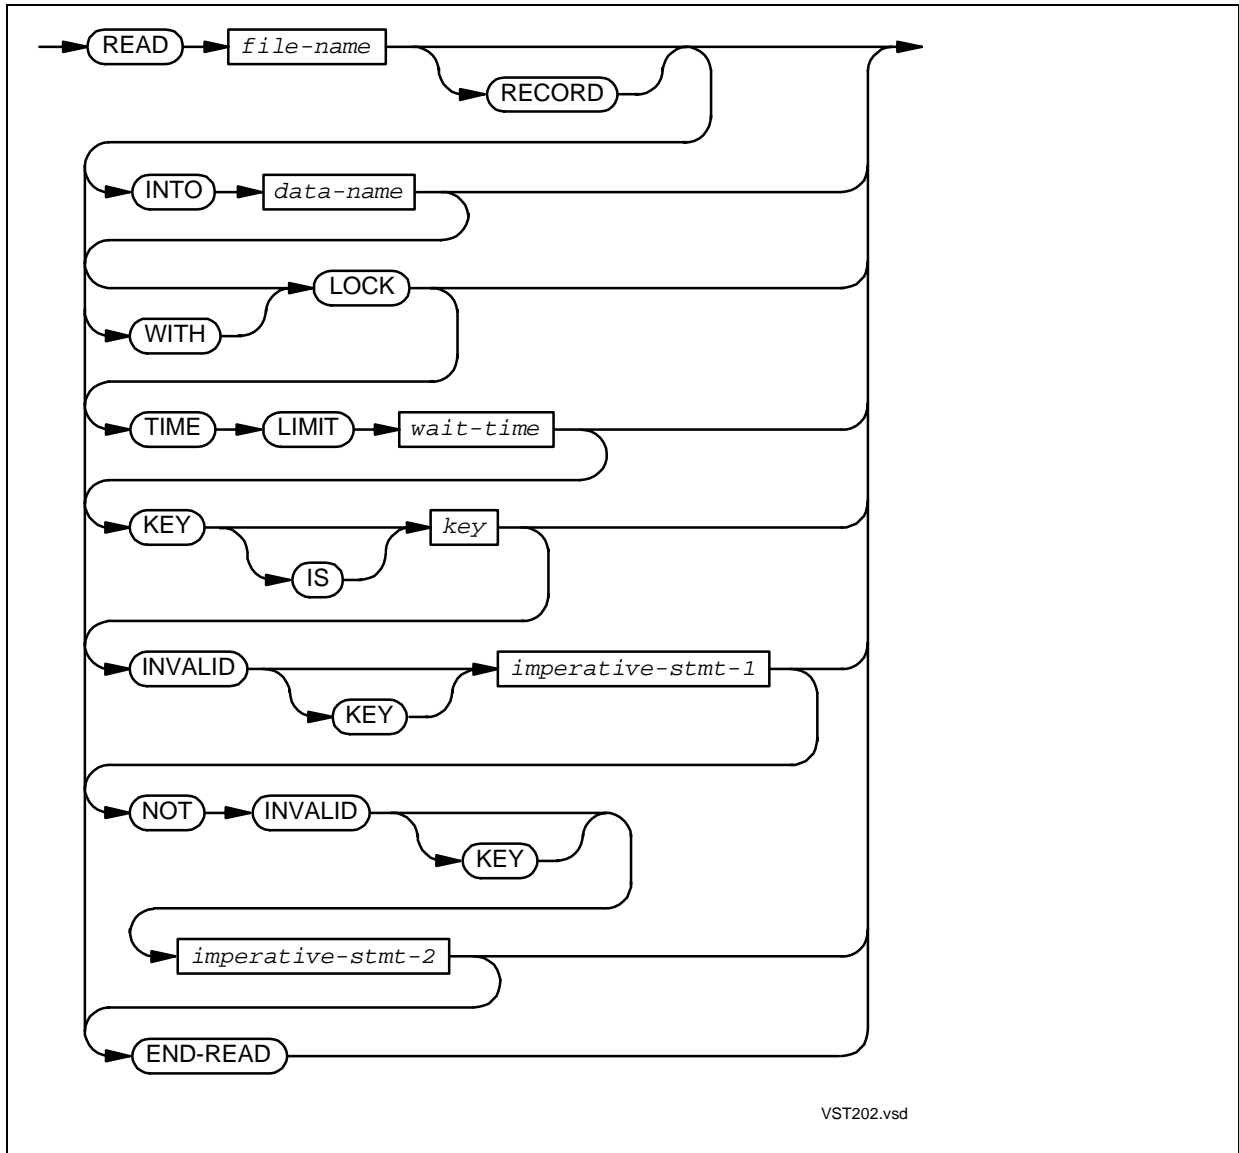 READ file-name
RECORD
INTO data-name
LOCK
WITH
TIME LIMIT wait-time
KEY key
IS
INVALID imperative-stmt-1
KEY
NOT INVALID
KEY
imperative-stmt-2
END-READ
VST202.vsd